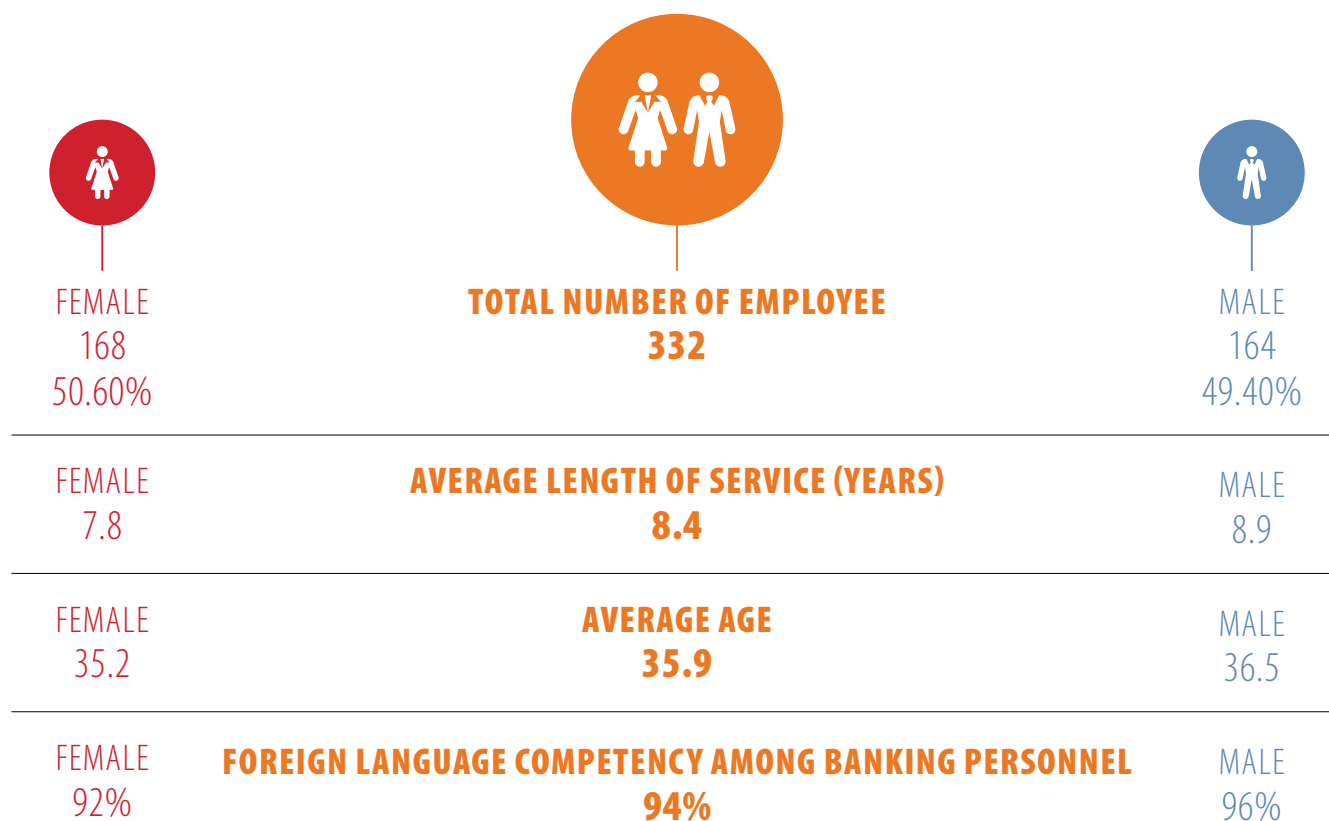 FEMALE
168
50.60%
TOTAL NUMBER OF EMPLOYEE
332
MALE
164
49.40%
FEMALE
7.8
AVERAGE LENGTH OF SERVICE (YEARS)
8.4
MALE
8.9
FEMALE
35.2
AVERAGE AGE
35.9
MALE
36.5
FEMALE
92%
FOREIGN LANGUAGE COMPETENCY AMONG BANKING PERSONNEL
94%
MALE
96%